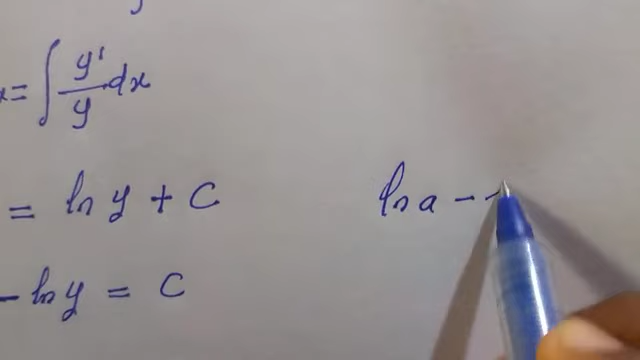 = ∫ y'/y dx
= ln y + C
ln a -
- ln y = C